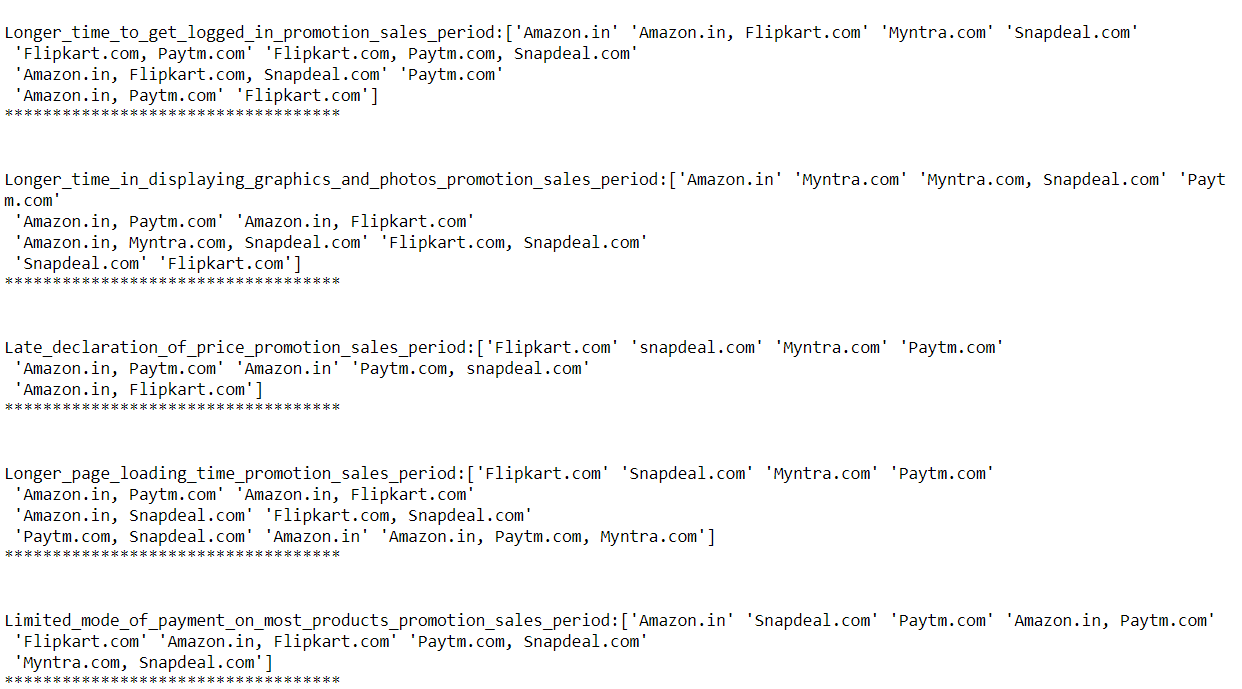 Longer_time_to_get_logged_in_promotion_sales_period:['Amazon.in' 'Amazon.in, Flipkart.com' 'Myntra.com' 'Snapdeal.com'
 'Flipkart.com, Paytm.com' 'Flipkart.com, Paytm.com, Snapdeal.com'
 'Amazon.in, Flipkart.com, Snapdeal.com' 'Paytm.com'
 'Amazon.in, Paytm.com' 'Flipkart.com']
***********************************
Longer_time_in_displaying_graphics_and_photos_promotion_sales_period:['Amazon.in' 'Myntra.com' 'Myntra.com, Snapdeal.com' 'Payt
m.com'
 'Amazon.in, Paytm.com' 'Amazon.in, Flipkart.com'
 'Amazon.in, Myntra.com, Snapdeal.com' 'Flipkart.com, Snapdeal.com'
 'Snapdeal.com' 'Flipkart.com']
***********************************
Late_declaration_of_price_promotion_sales_period:['Flipkart.com' 'snapdeal.com' 'Myntra.com' 'Paytm.com'
 'Amazon.in, Paytm.com' 'Amazon.in' 'Paytm.com, snapdeal.com'
 'Amazon.in, Flipkart.com']
***********************************
Longer_page_loading_time_promotion_sales_period:['Flipkart.com' 'Snapdeal.com' 'Myntra.com' 'Paytm.com'
 'Amazon.in, Paytm.com' 'Amazon.in, Flipkart.com'
 'Amazon.in, Snapdeal.com' 'Flipkart.com, Snapdeal.com'
 'Paytm.com, Snapdeal.com' 'Amazon.in' 'Amazon.in, Paytm.com, Myntra.com']
***********************************
Limited_mode_of_payment_on_most_products_promotion_sales_period:['Amazon.in' 'Snapdeal.com' 'Paytm.com' 'Amazon.in, Paytm.com'
 'Flipkart.com' 'Amazon.in, Flipkart.com' 'Paytm.com, Snapdeal.com'
 'Myntra.com, Snapdeal.com']
***********************************